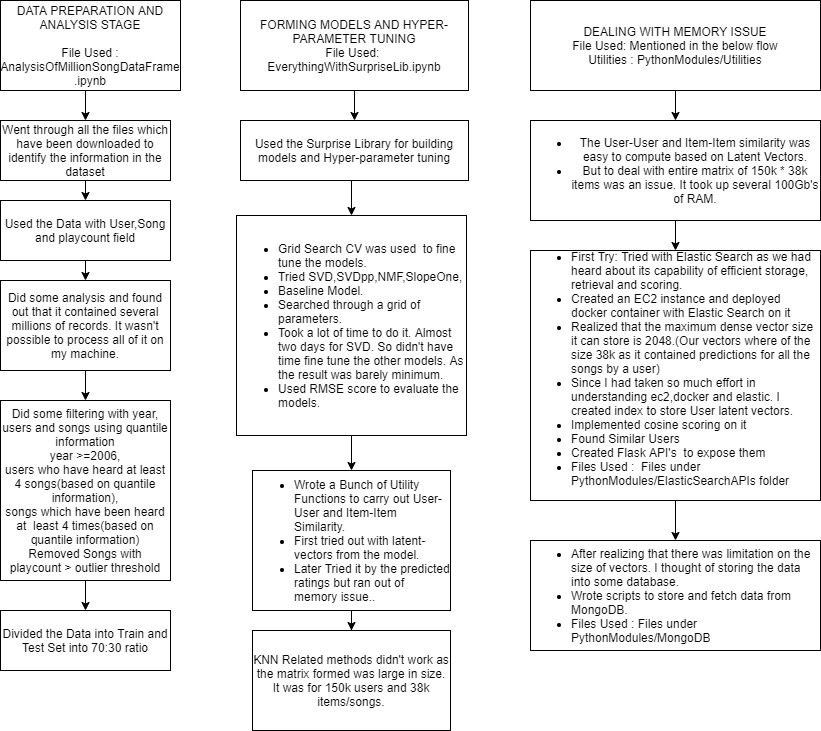 DATA PREPARATION AND
ANALYSIS STAGE
File Used :
AnalysisOfMillionSongDataFrame
.ipynb
Went through all the files which
have been downloaded to
identify the information in the
dataset
Used the Data with User,Song
and playcount field
Did some analysis and found
out that it contained several
millions of records. It wasn't
possible to process all of it on
my machine.
Did some filtering with year,
users and songs using quantile
information
year >=2006,
users who have heard at least
4 songs(based on quantile
information),
songs which have been heard
at least 4 times(based on
quantile information)
Removed Songs with
playcount > outlier threshold
Divided the Data into Train and
Test Set into 70:30 ratio
FORMING MODELS AND HYPER-
PARAMETER TUNING
File Used:
EverythingWithSurpriseLib.ipynb
Used the Surprise Library for building
models and Hyper-parameter tuning
• Grid Search CV was used to fine
tune the models.
• Tried SVD,SVDpp,NMF,SlopeOne,
• Baseline Model.
• Searched through a grid of
parameters.
• Took a lot of time to do it. Almost
two days for SVD. So didn't have
time fine tune the other models. As
the result was barely minimum.
• Used RMSE score to evaluate the
models.
• Wrote a Bunch of Utility
Functions to carry out User-
User and Item-Item
Similarity.
• First tried out with latent-
vectors from the model.
• Later Tried it by the predicted
ratings but ran out of
memory issue..
KNN Related methods didn't work as
the matrix formed was large in size.
It was for 150k users and 38k
items/songs.
DEALING WITH MEMORY ISSUE
File Used: Mentioned in the below flow
Utilities : PythonModules/Utilities
• The User-User and Item-Item similarity was
easy to compute based on Latent Vectors.
• But to deal with entire matrix of 150k * 38k
items was an issue. It took up several 100Gb's
of RAM.
• First Try: Tried with Elastic Search as we had
heard about its capability of efficient storage,
retrieval and scoring.
• Created an EC2 instance and deployed
docker container with Elastic Search on it
• Realized that the maximum dense vector size
it can store is 2048.(Our vectors where of the
size 38k as it contained predictions for all the
songs by a user)
• Since I had taken so much effort in
understanding ec2,docker and elastic. I
created index to store User latent vectors.
• Implemented cosine scoring on it
• Found Similar Users
• Created Flask API's to expose them
• Files Used : Files under
PythonModules/ElasticSearchAPIs folder
• After realizing that there was limitation on the
size of vectors. I thought of storing the data
into some database.
• Wrote scripts to store and fetch data from
MongoDB.
• Files Used : Files under
PythonModules/MongoDB